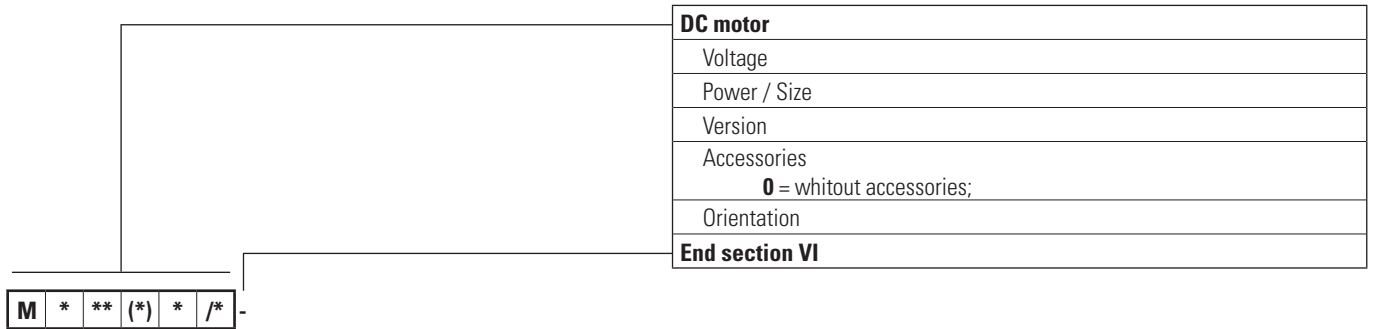 DC motor
Voltage
Power / Size
Version
Accessories
0 = whitout accessories;
Orientation
End section VI
M * ** (*) * /* -